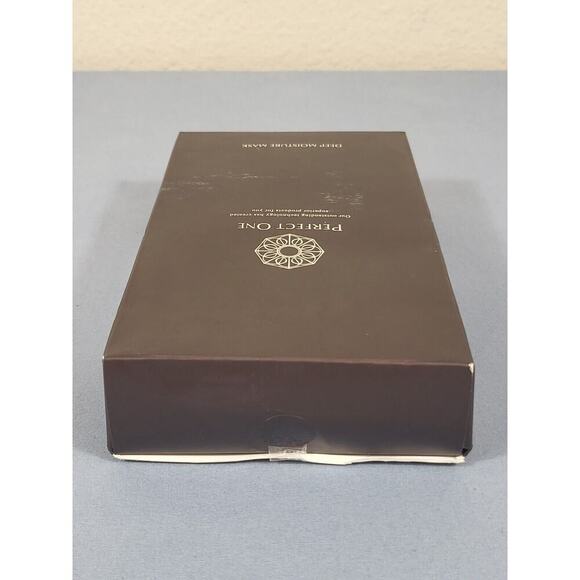 PERFECT ONE
Our outstanding technology has created
superior products for you.
DEEP MOISTURE MASK